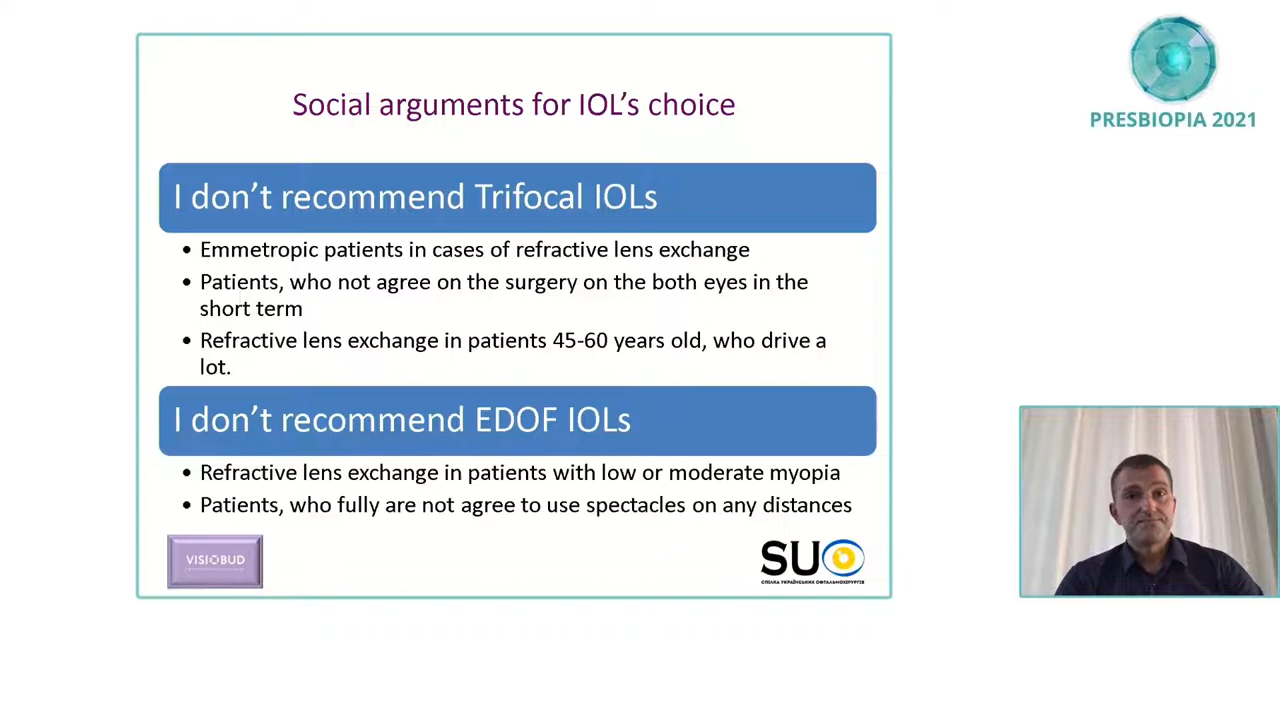 Social arguments for IOL's choice
PRESBIOPIA 2021
I don't recommend Trifocal IOLs
• Emmetropic patients in cases of refractive lens exchange
• Patients, who not agree on the surgery on the both eyes in the
short term
• Refractive lens exchange in patients 45-60 years old, who drive a
lot.
I don't recommend EDOF IOLs
• Refractive lens exchange in patients with low or moderate myopia
• Patients, who fully are not agree to use spectacles on any distances
VISIOBUD
SUO
СПІЛКА УКРАЇНСЬКИХ ОФТАЛЬМОХІРУРГІВ